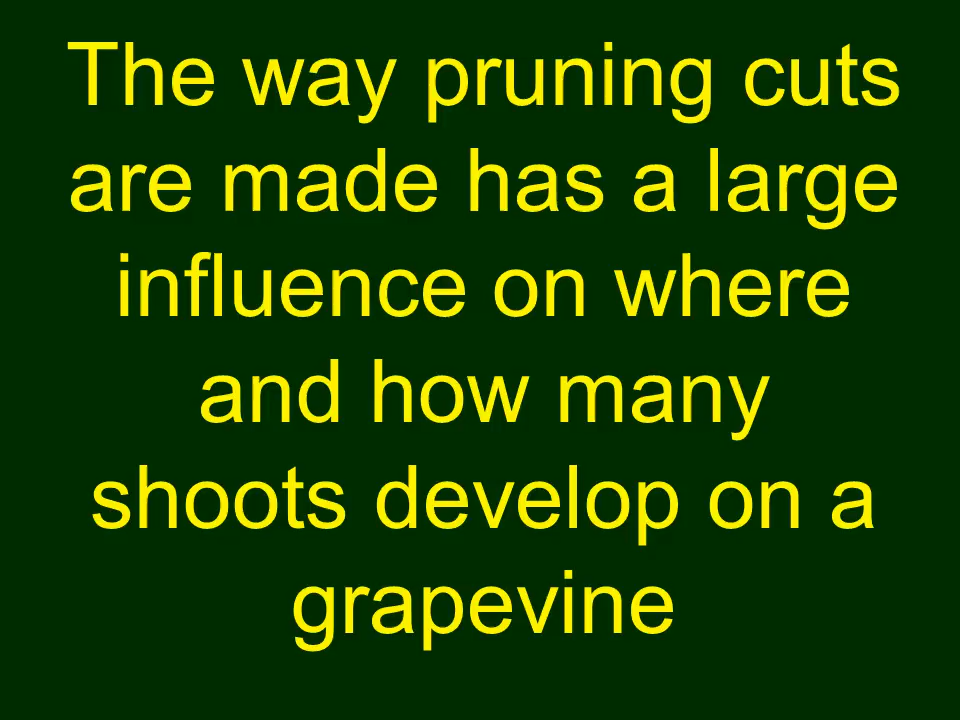 The way pruning cuts
are made has a large
influence on where
and how many
shoots develop on a
grapevine